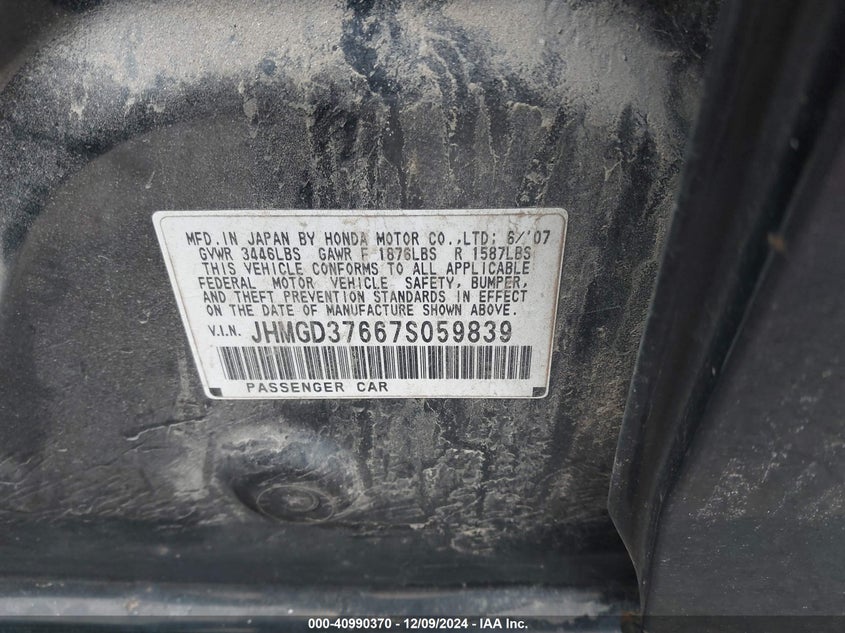 MFD.IN JAPAN BY HONDA MOTOR CO.,LTD; 6/'07
GVWR 3446LBS GAWR F 1876LBS R 1587LBS
THIS VEHICLE CONFORMS TO ALL APPLICABLE
FEDERAL MOTOR VEHICLE SAFETY, BUMPER,
AND THEFT PREVENTION STANDARDS IN EFFECT
ON THE DATE OF MANUFACTURE SHOWN ABOVE.
V.I.N. JHMGD37667S059839
PASSENGER CAR
000-40990370 - 12/09/2024 - IAA Inc.